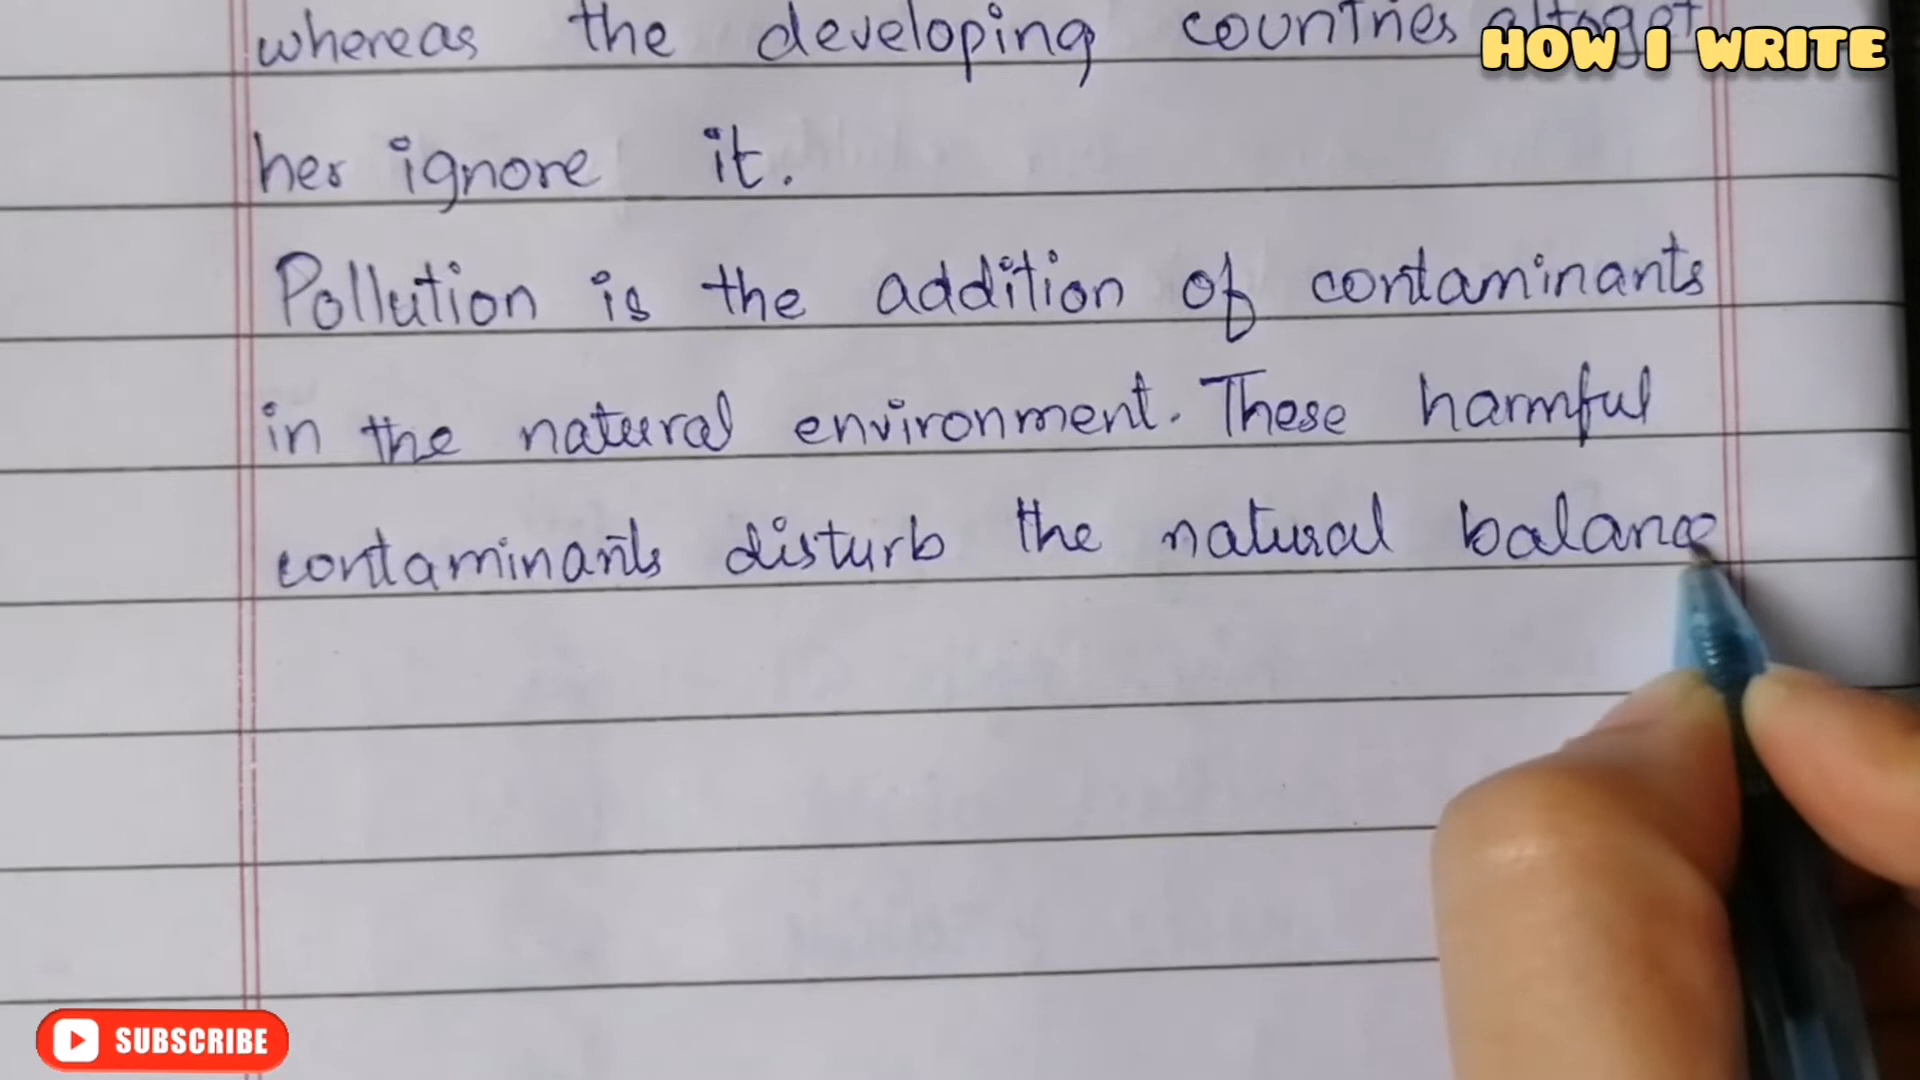 whereas the developing countries altoget
HOW I WRITE
her ignore it.
Pollution is the addition of contaminants
in the natural environment. These harmful
contaminants disturb the natural balance
SUBSCRIBE